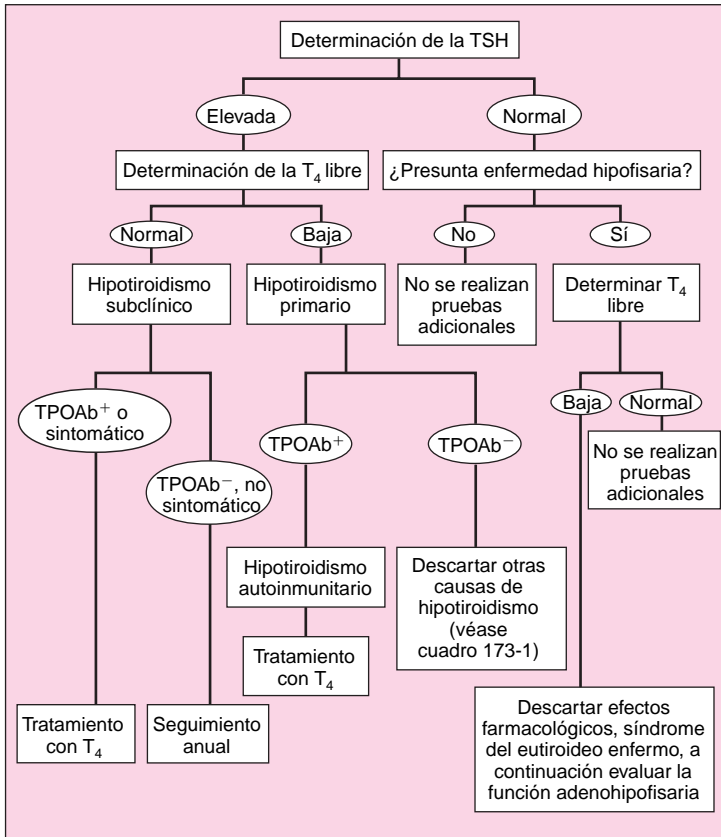 Determinación de la TSH
Elevada
Normal
Determinación de la T4 libre
¿Presunta enfermedad hipofisaria?
Normal
Baja
No
Sí
Hipotiroidismo
subclínico
Hipotiroidismo
primario
No se realizan
pruebas
adicionales
Determinar T4
libre
TPOAb+ o
sintomático
TPOAb−, no
sintomático
TPOAb+
TPOAb−
Baja
Normal
No se realizan
pruebas
adicionales
Hipotiroidismo
autoinmunitario
Descartar otras
causas de
hipotiroidismo
(véase
cuadro 173-1)
Tratamiento
con T4
Tratamiento
con T4
Seguimiento
anual
Descartar efectos
farmacológicos, síndrome
del eutiroideo enfermo, a
continuación evaluar la
función adenohipofisaria